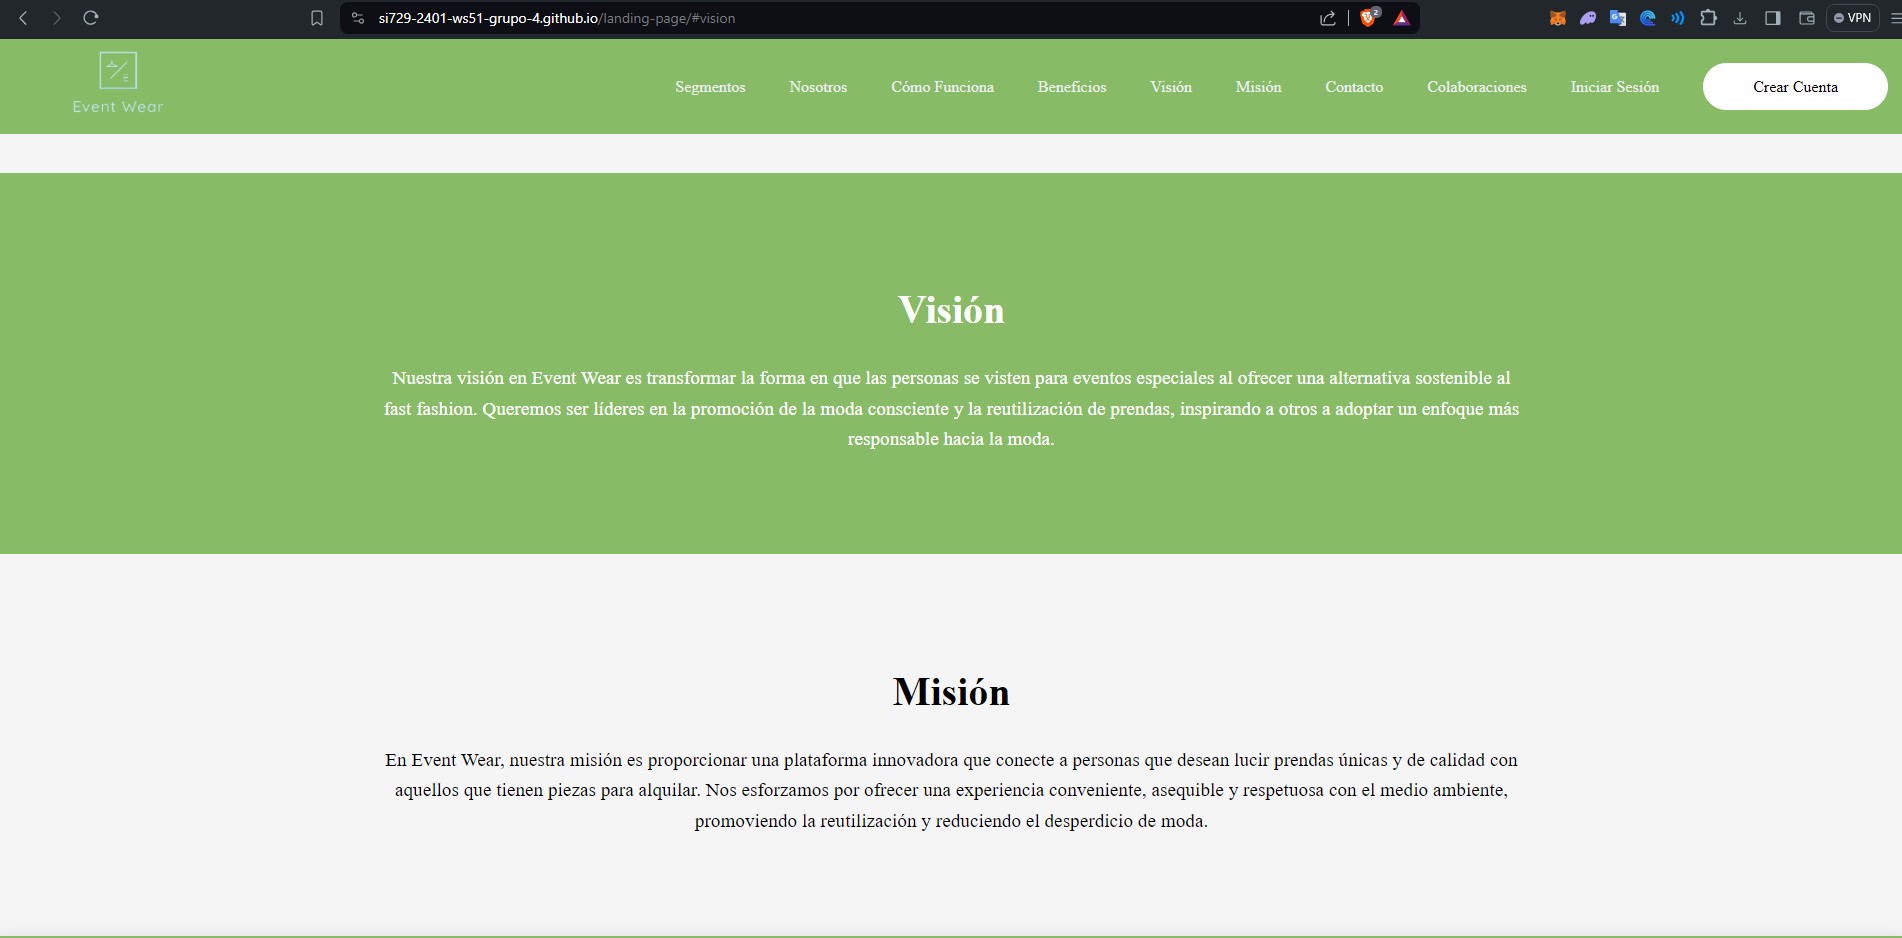 si729-2401-ws51-grupo-4.github.io/landing-page/#vision
2
VPN
Event Wear
Segmentos
Nosotros
Cómo Funciona
Beneficios
Visión
Misión
Contacto
Colaboraciones
Iniciar Sesión
Crear Cuenta
Visión
Nuestra visión en Event Wear es transformar la forma en que las personas se visten para eventos especiales al ofrecer una alternativa sostenible al
fast fashion. Queremos ser líderes en la promoción de la moda consciente y la reutilización de prendas, inspirando a otros a adoptar un enfoque más
responsable hacia la moda.
Misión
En Event Wear, nuestra misión es proporcionar una plataforma innovadora que conecte a personas que desean lucir prendas únicas y de calidad con
aquellos que tienen piezas para alquilar. Nos esforzamos por ofrecer una experiencia conveniente, asequible y respetuosa con el medio ambiente,
promoviendo la reutilización y reduciendo el desperdicio de moda.